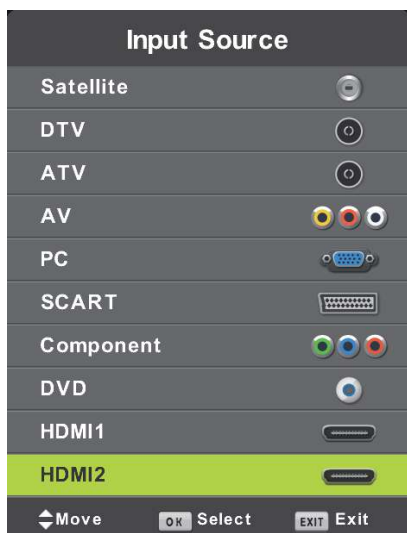 Input Source
Satellite
DTV
ATV
AV
PC
SCART
Component
DVD
HDMI1
HDMI2
Move OK Select EXIT Exit